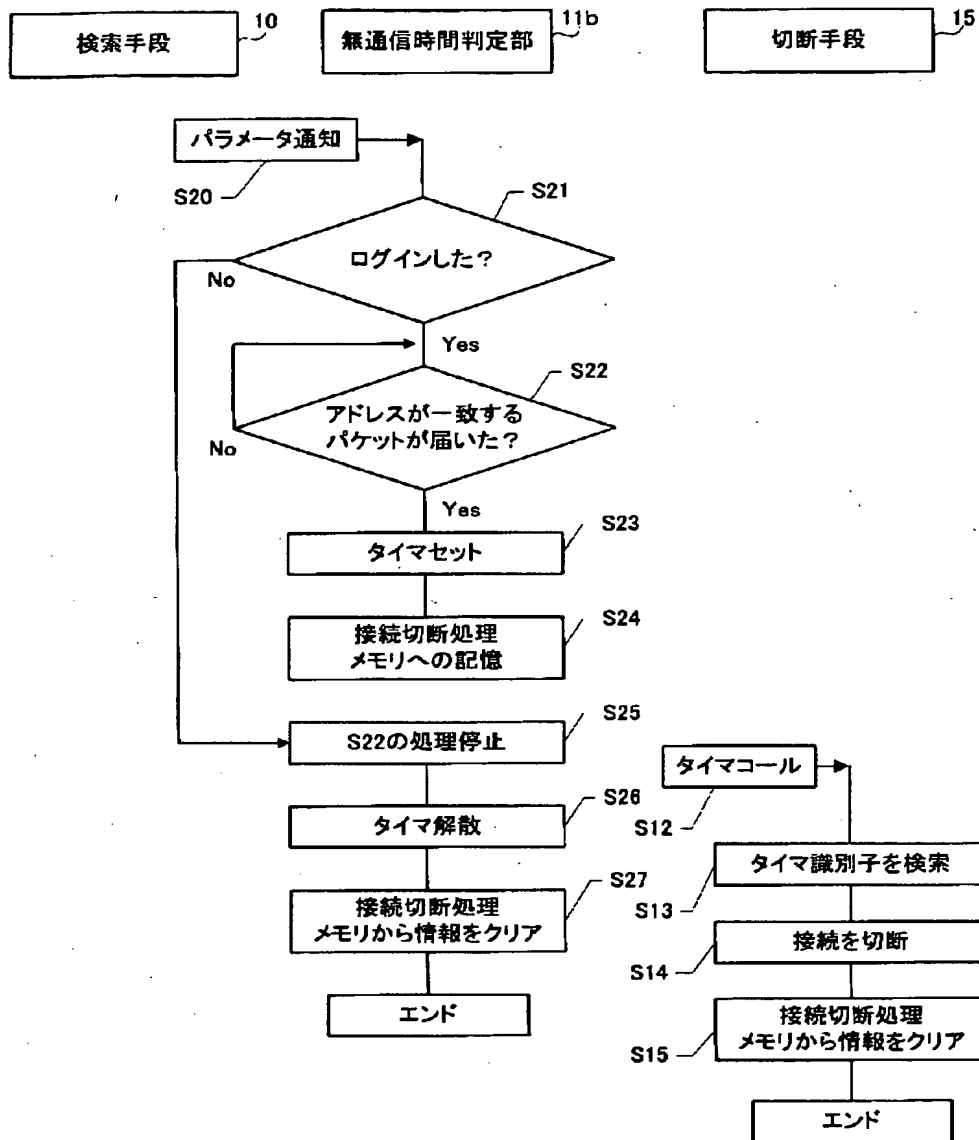 検索手段
10
無通信時間判定部
11b
切断手段
15
パラメータ通知
S20
S21
ログインした?
No
Yes
S22
アドレスが一致する
パケットが届いた?
No
Yes
S23
タイマセット
S24
接続切断処理
メモリへの記憶
S25
S22の処理停止
S26
タイマ解散
S27
接続切断処理
メモリから情報をクリア
エンド
タイマコール
S12
タイマ識別子を検索
S13
接続を切断
S14
接続切断処理
メモリから情報をクリア
S15
エンド